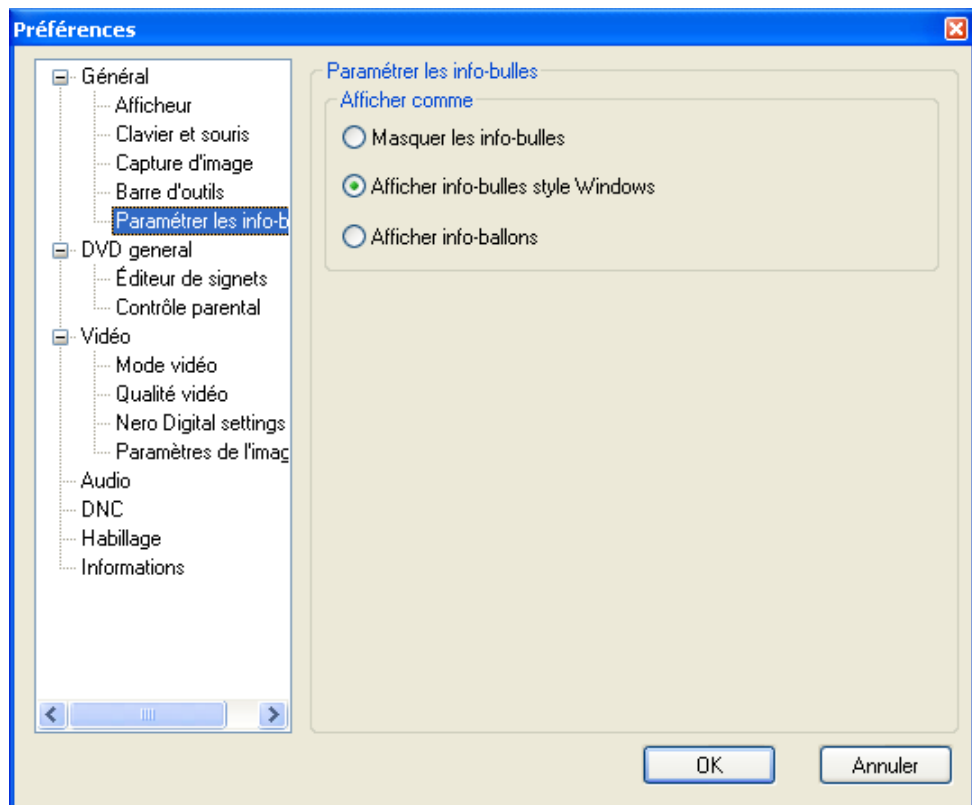 Préférences
Général
Afficheur
Clavier et souris
Capture d'image
Barre d'outils
Paramétrer les info-b
DVD general
Éditeur de signets
Contrôle parental
Vidéo
Mode vidéo
Qualité vidéo
Nero Digital settings
Paramètres de l'imag
Audio
DNC
Habillage
Informations
Paramétrer les info-bulles
Afficher comme
Masquer les info-bulles
Afficher info-bulles style Windows
Afficher info-ballons
OK
Annuler